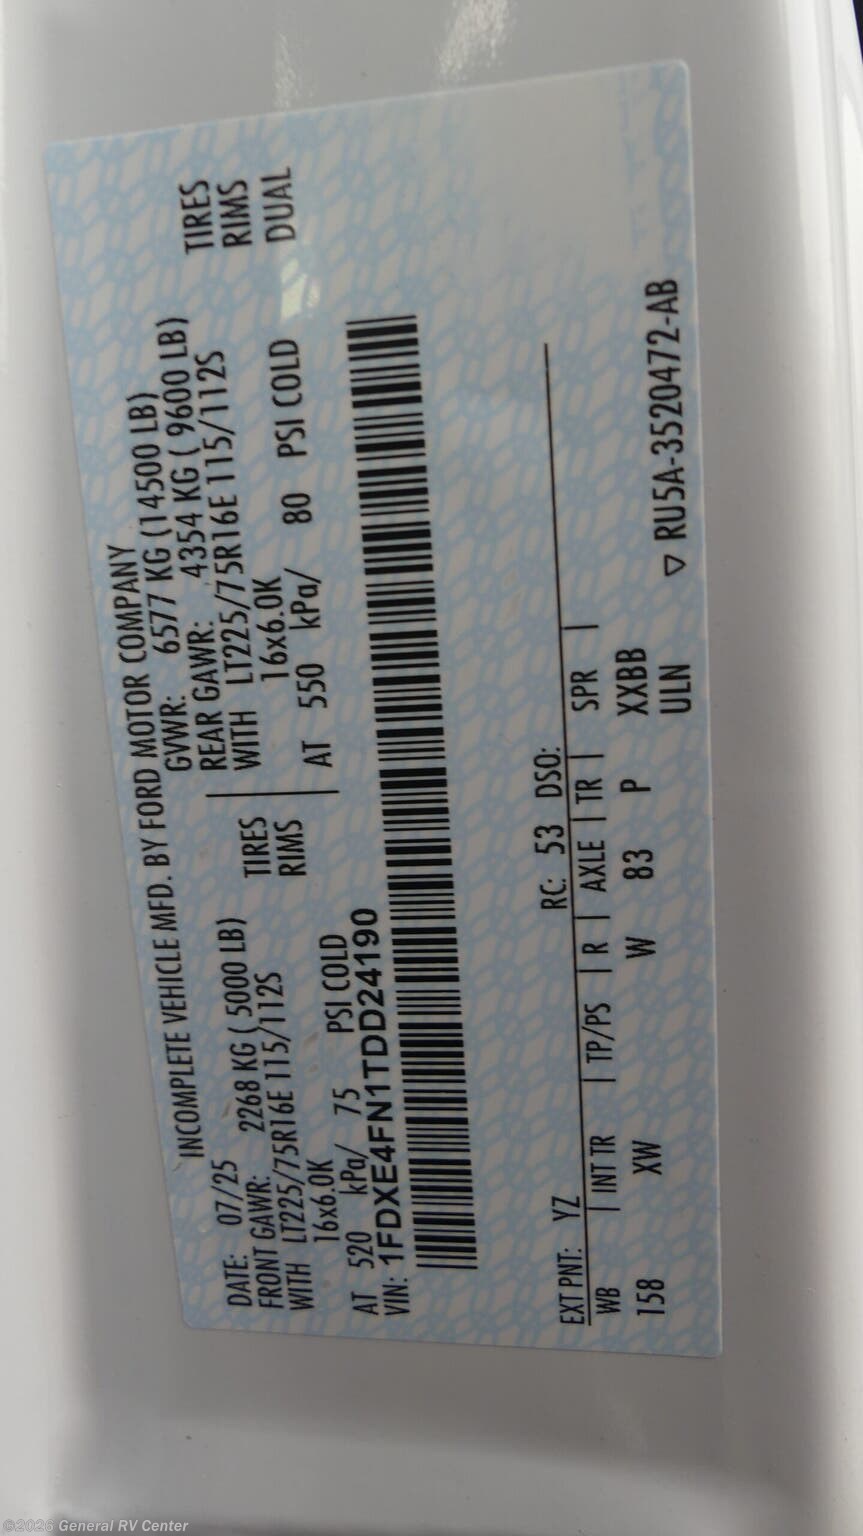 INCOMPLETE VEHICLE MFD. BY FORD MOTOR COMPANY
DATE: 07/25 GVWR: 6577 KG (14500 LB)
FRONT GAWR: 2268 KG ( 5000 LB) REAR GAWR: 4354 KG ( 9600 LB)
WITH LT225/75R16E 115/112S TIRES WITH LT225/75R16E 115/112S TIRES
16x6.0K RIMS 16x6.0K RIMS
AT 520 kPa/ 75 PSI COLD AT 550 kPa/ 80 PSI COLD DUAL
VIN: 1FDXE4FN1TDD24190
EXT PNT: YZ RC: 53 DSO:
WB INT TR TP/PS R AXLE TR SPR
158 XW W 83 P XXBB
ULN
▽ RU5A-3520472-AB
©2026 General RV Center